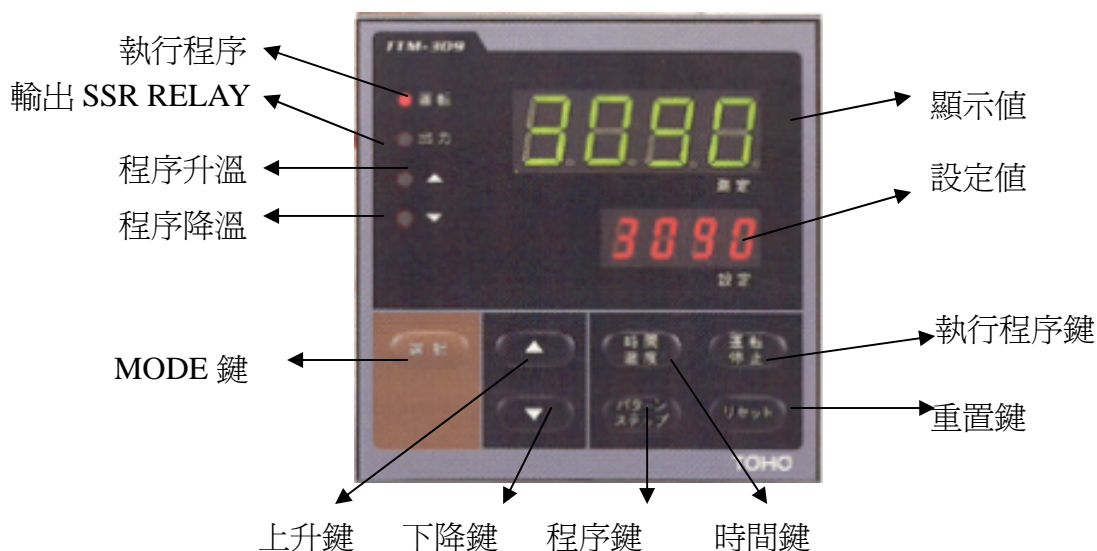 TTM-309
執行程序
輸出 SSR RELAY
程序升溫
程序降溫
運転
出力
3090
測定
3090
設定
顯示值
設定值
MODE 鍵
時間
温度
運転
停止
パターン
ステップ
リセット
執行程序鍵
重置鍵
TOHO
上升鍵
下降鍵
程序鍵
時間鍵